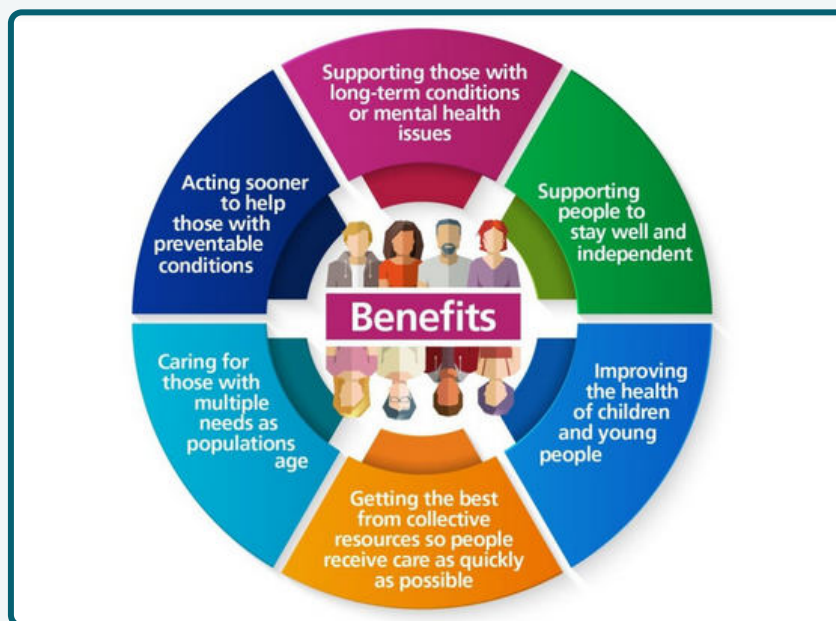 Supporting those with
long-term conditions
or mental health
issues
Supporting
people to
stay well and
independent
Improving
the health
of children
and young
people
Getting the best
from collective
resources so people
receive care as quickly
as possible
Caring for
those with
multiple
needs as
populations
age
Acting sooner
to help
those with
preventable
conditions
Benefits